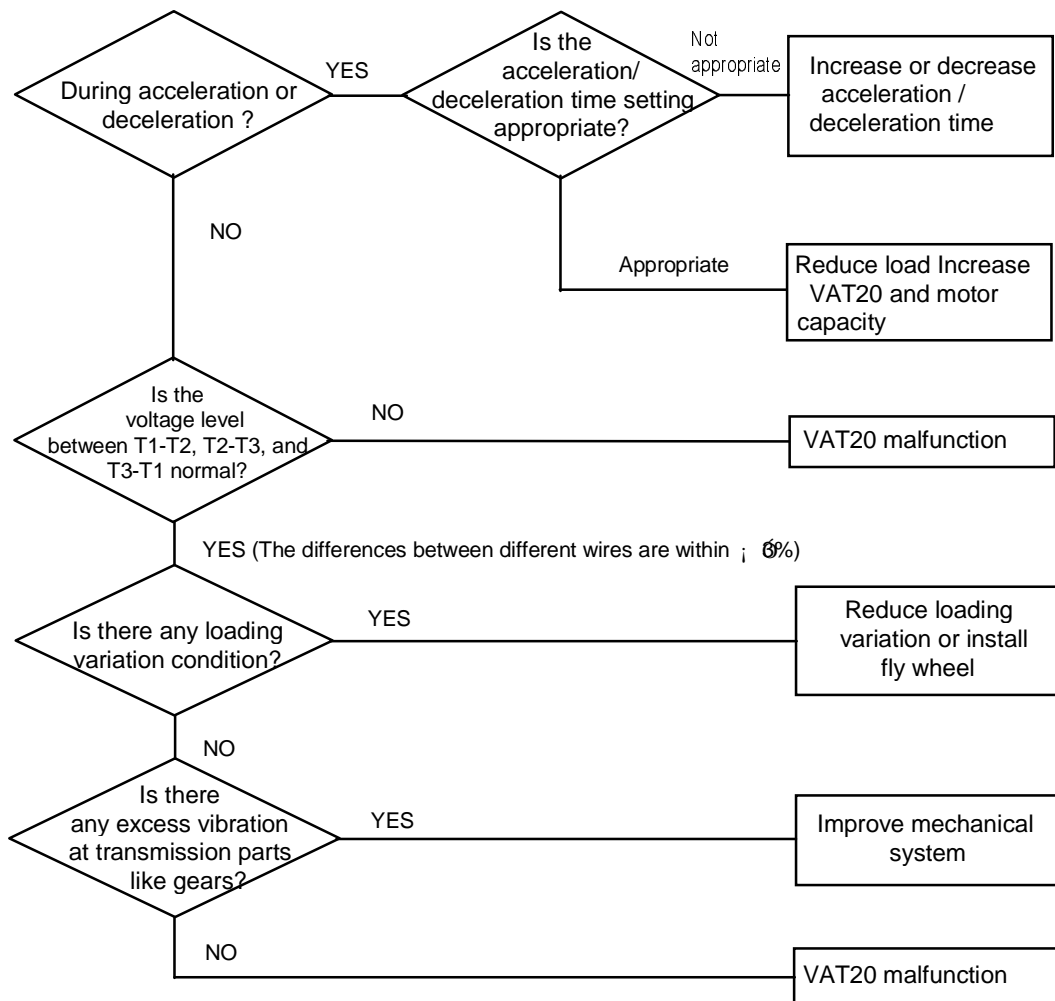 During acceleration or
deceleration ?
YES
Is the
acceleration/
deceleration time setting
appropriate?
Not
appropriate
Increase or decrease
acceleration /
deceleration time
NO
Appropriate
Reduce load Increase
VAT20 and motor
capacity
Is the
voltage level
between T1-T2, T2-T3, and
T3-T1 normal?
NO
VAT20 malfunction
YES (The differences between different wires are within
Is there any loading
variation condition?
YES
Reduce loading
variation or install
fly wheel
NO
Is there
any excess vibration
at transmission parts
like gears?
YES
Improve mechanical
system
NO
VAT20 malfunction